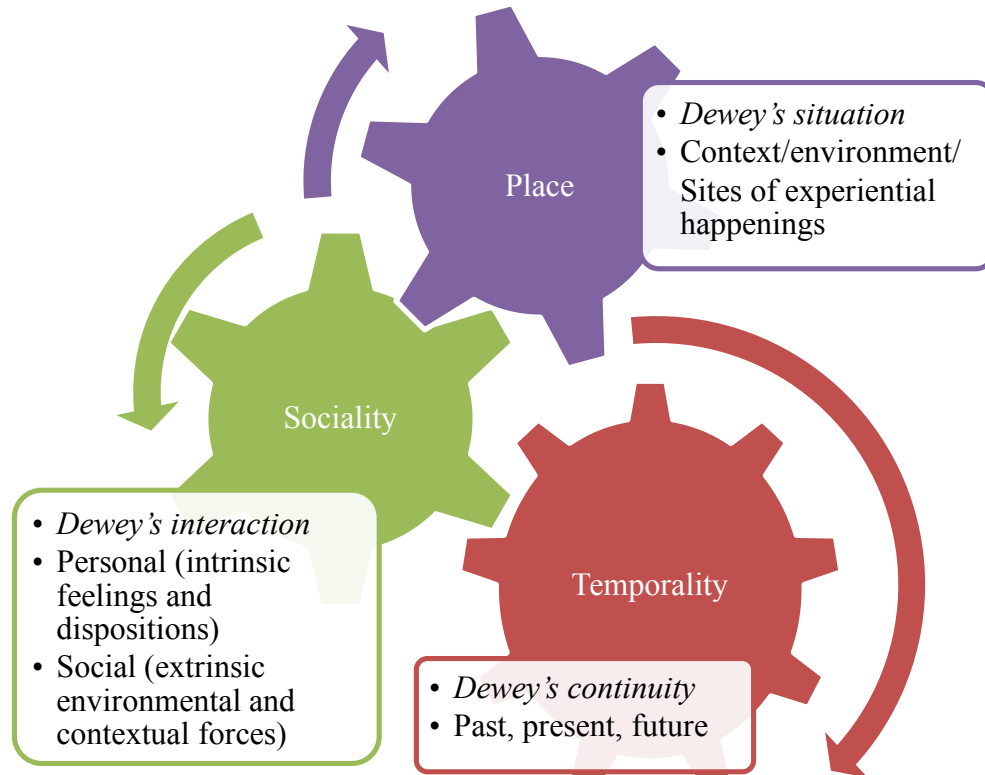 Place
• Dewey’s situation
• Context/environment/
Sites of experiential
happenings
Sociality
• Dewey’s interaction
• Personal (intrinsic
feelings and
dispositions)
• Social (extrinsic
environmental and
contextual forces)
Temporality
• Dewey’s continuity
• Past, present, future